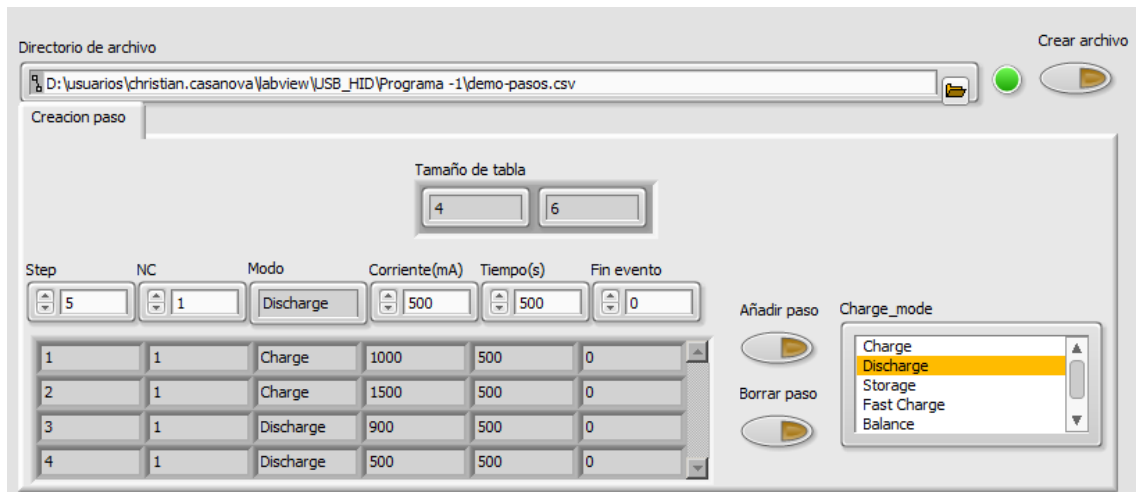 Directorio de archivo
Crear archivo
D:\usuarios\christian.casanova\labview\USB_HID\Programa -1\demo-pasos.csv
Creacion paso
Tamaño de tabla
4 6
Step NC Modo Corriente(mA) Tiempo(s) Fin evento
5 1 Discharge 500 500 0
1 1 Charge 1000 500 0
2 1 Charge 1500 500 0
3 1 Discharge 900 500 0
4 1 Discharge 500 500 0
Añadir paso
Borrar paso
Charge_mode
Charge
Discharge
Storage
Fast Charge
Balance